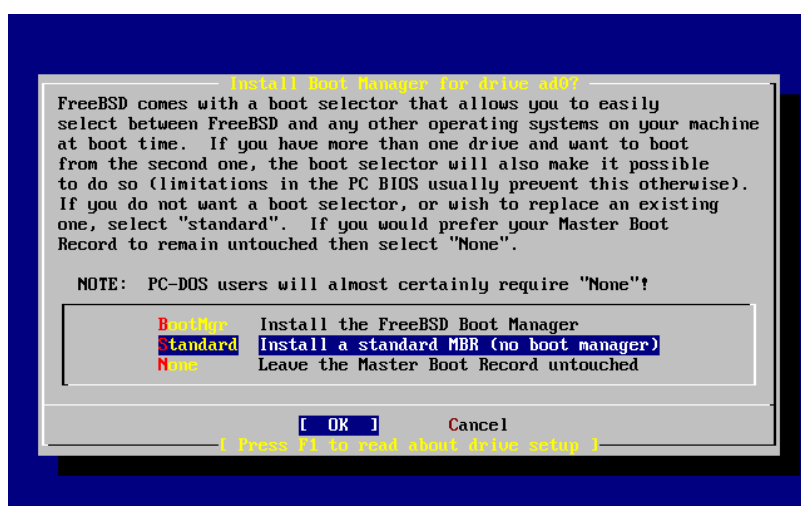 Install Boot Manager for drive ad0?
FreeBSD comes with a boot selector that allows you to easily
select between FreeBSD and any other operating systems on your machine
at boot time.  If you have more than one drive and want to boot
from the second one, the boot selector will also make it possible
to do so (limitations in the PC BIOS usually prevent this otherwise).
If you do not want a boot selector, or wish to replace an existing
one, select "standard".  If you would prefer your Master Boot
Record to remain untouched then select "None".
NOTE:  PC-DOS users will almost certainly require "None"!
BootMgr   Install the FreeBSD Boot Manager
Standard  Install a standard MBR (no boot manager)
None      Leave the Master Boot Record untouched
[  OK  ]       Cancel
[ Press F1 to read about drive setup ]